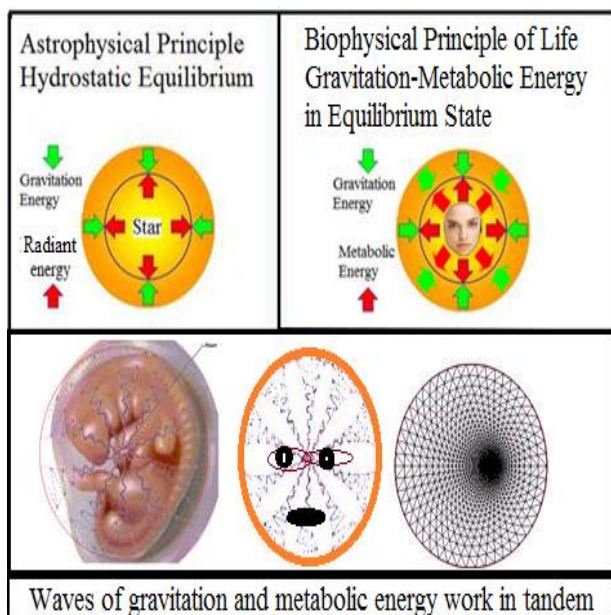 Astrophysical Principle
Hydrostatic Equilibrium
Gravitation
Energy
Star
Radiant
energy
Biophysical Principle of Life
Gravitation-Metabolic Energy
in Equilibrium State
Gravitation
Energy
Metabolic
Energy
Waves of gravitation and metabolic energy work in tandem